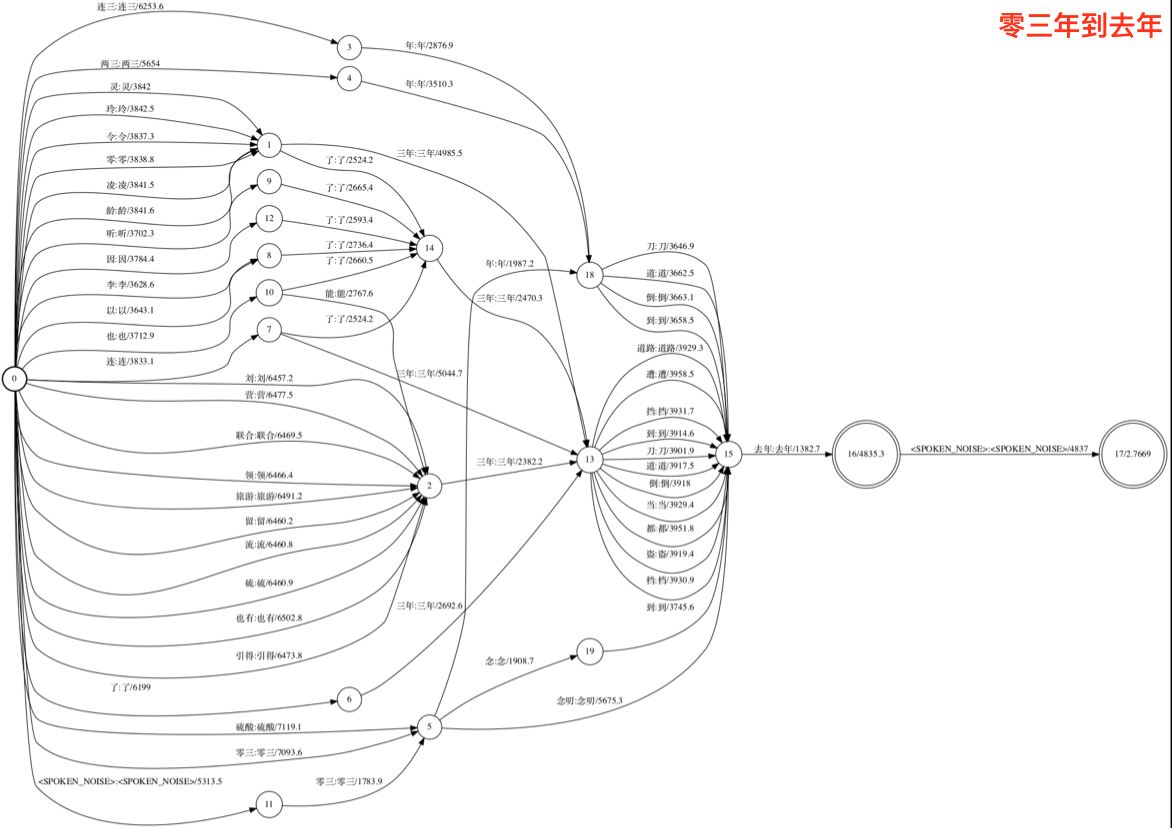 零三年到去年
连三:连三/6253.6
3
年:年/2876.9
两三:两三/5654
4
年:年/3510.3
灵:灵/3842
玲:玲/3842.5
令:令/3837.3
1
三年:三年/4985.5
零:零/3838.8
了:了/2524.2
凌:凌/3841.5
9
了:了/2665.4
龄:龄/3841.6
12
了:了/2593.4
听:听/3702.3
因:因/3784.4
8
了:了/2736.4
14
了:了/2660.5
年:年/1987.2
18
刀:刀/3646.9
道:道/3662.5
倒:倒/3663.1
到:到/3658.5
李:李/3628.6
10
能:能/2767.6
三年:三年/2470.3
以:以/3643.1
也:也/3712.9
7
了:了/2524.2
连:连/3833.1
0
三年:三年/5044.7
刘:刘/6457.2
营:营/6477.5
联合:联合/6469.5
领:领/6466.4
旅游:旅游/6491.2
2
三年:三年/2382.2
13
留:留/6460.2
流:流/6460.8
硫:硫/6460.9
也有:也有/6502.8
引得:引得/6473.8
道路:道路/3929.3
遭:遭/3958.5
挡:挡/3931.7
到:到/3914.6
刀:刀/3901.9
道:道/3917.5
倒:倒/3918
当:当/3929.4
都:都/3951.8
盗:盗/3919.4
档:档/3930.9
到:到/3745.6
15
去年:去年/1382.7
16/4835.3
<SPOKEN_NOISE>:<SPOKEN_NOISE>/4837
17/2.7669
三年:三年/2692.6
了:了/6199
6
念:念/1908.7
19
硫酸:硫酸/7119.1
5
念明:念明/5675.3
零三:零三/7093.6
<SPOKEN_NOISE>:<SPOKEN_NOISE>/5313.5
11
零三:零三/1783.9